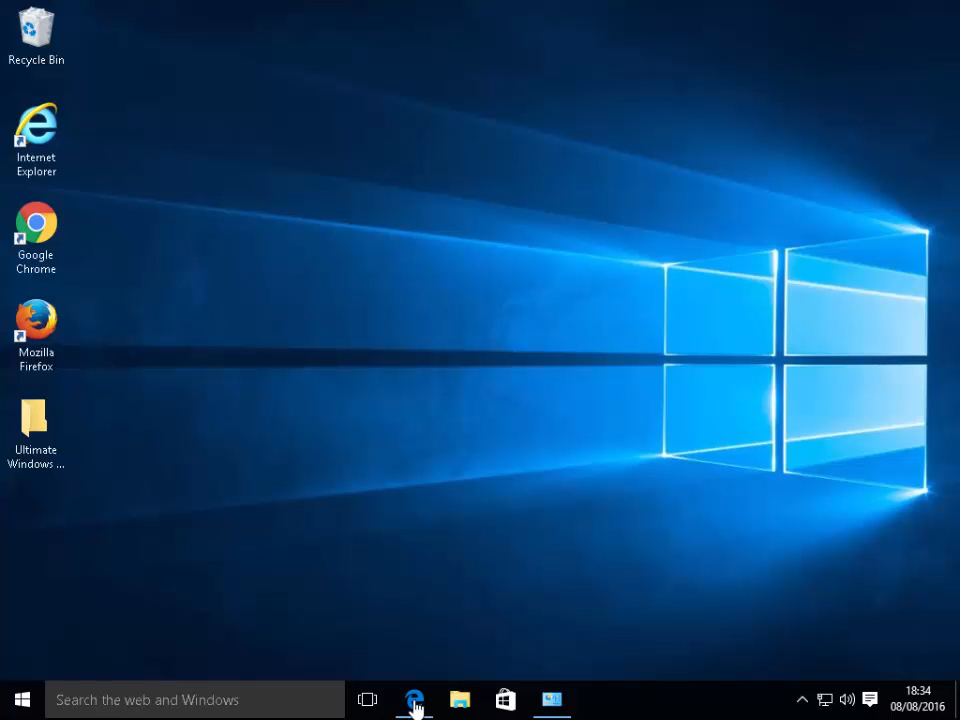 Recycle Bin
Internet
Explorer
Google
Chrome
Mozilla
Firefox
Ultimate
Windows ...
Search the web and Windows
18:34
08/08/2016